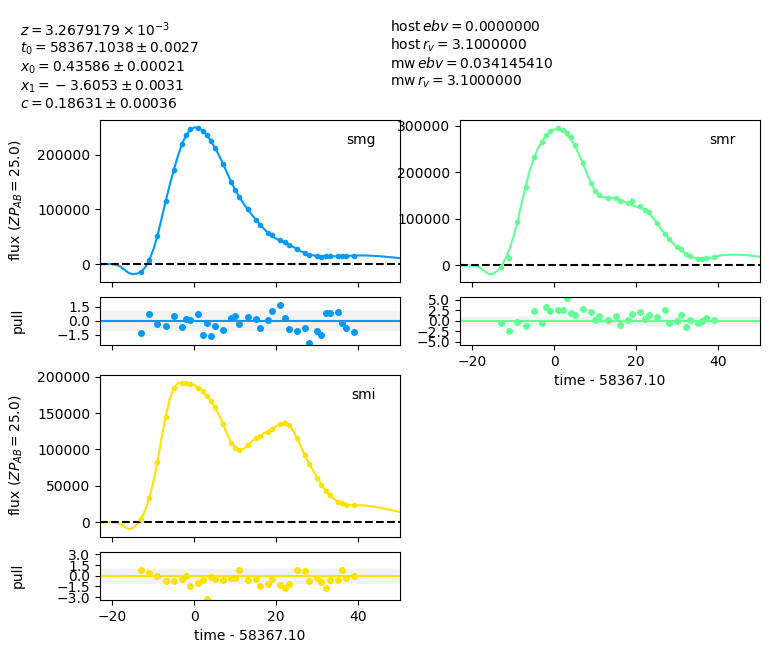 z = 3.2679179 × 10⁻³
t₀ = 58367.1038 ± 0.0027
x₀ = 0.43586 ± 0.00021
x₁ = −3.6053 ± 0.0031
c = 0.18631 ± 0.00036
host ebv = 0.0000000
host r_v = 3.1000000
mw ebv = 0.034145410
mw r_v = 3.1000000
smg
flux (ZP_AB = 25.0)
200000
100000
0
pull
1.5
0.0
−1.5
smr
300000
200000
100000
0
5.0
2.5
0.0
−2.5
−5.0
−20 0 20 40
time - 58367.10
smi
flux (ZP_AB = 25.0)
200000
150000
100000
50000
0
pull
3.0
1.5
0.0
−1.5
−3.0
−20 0 20 40
time - 58367.10